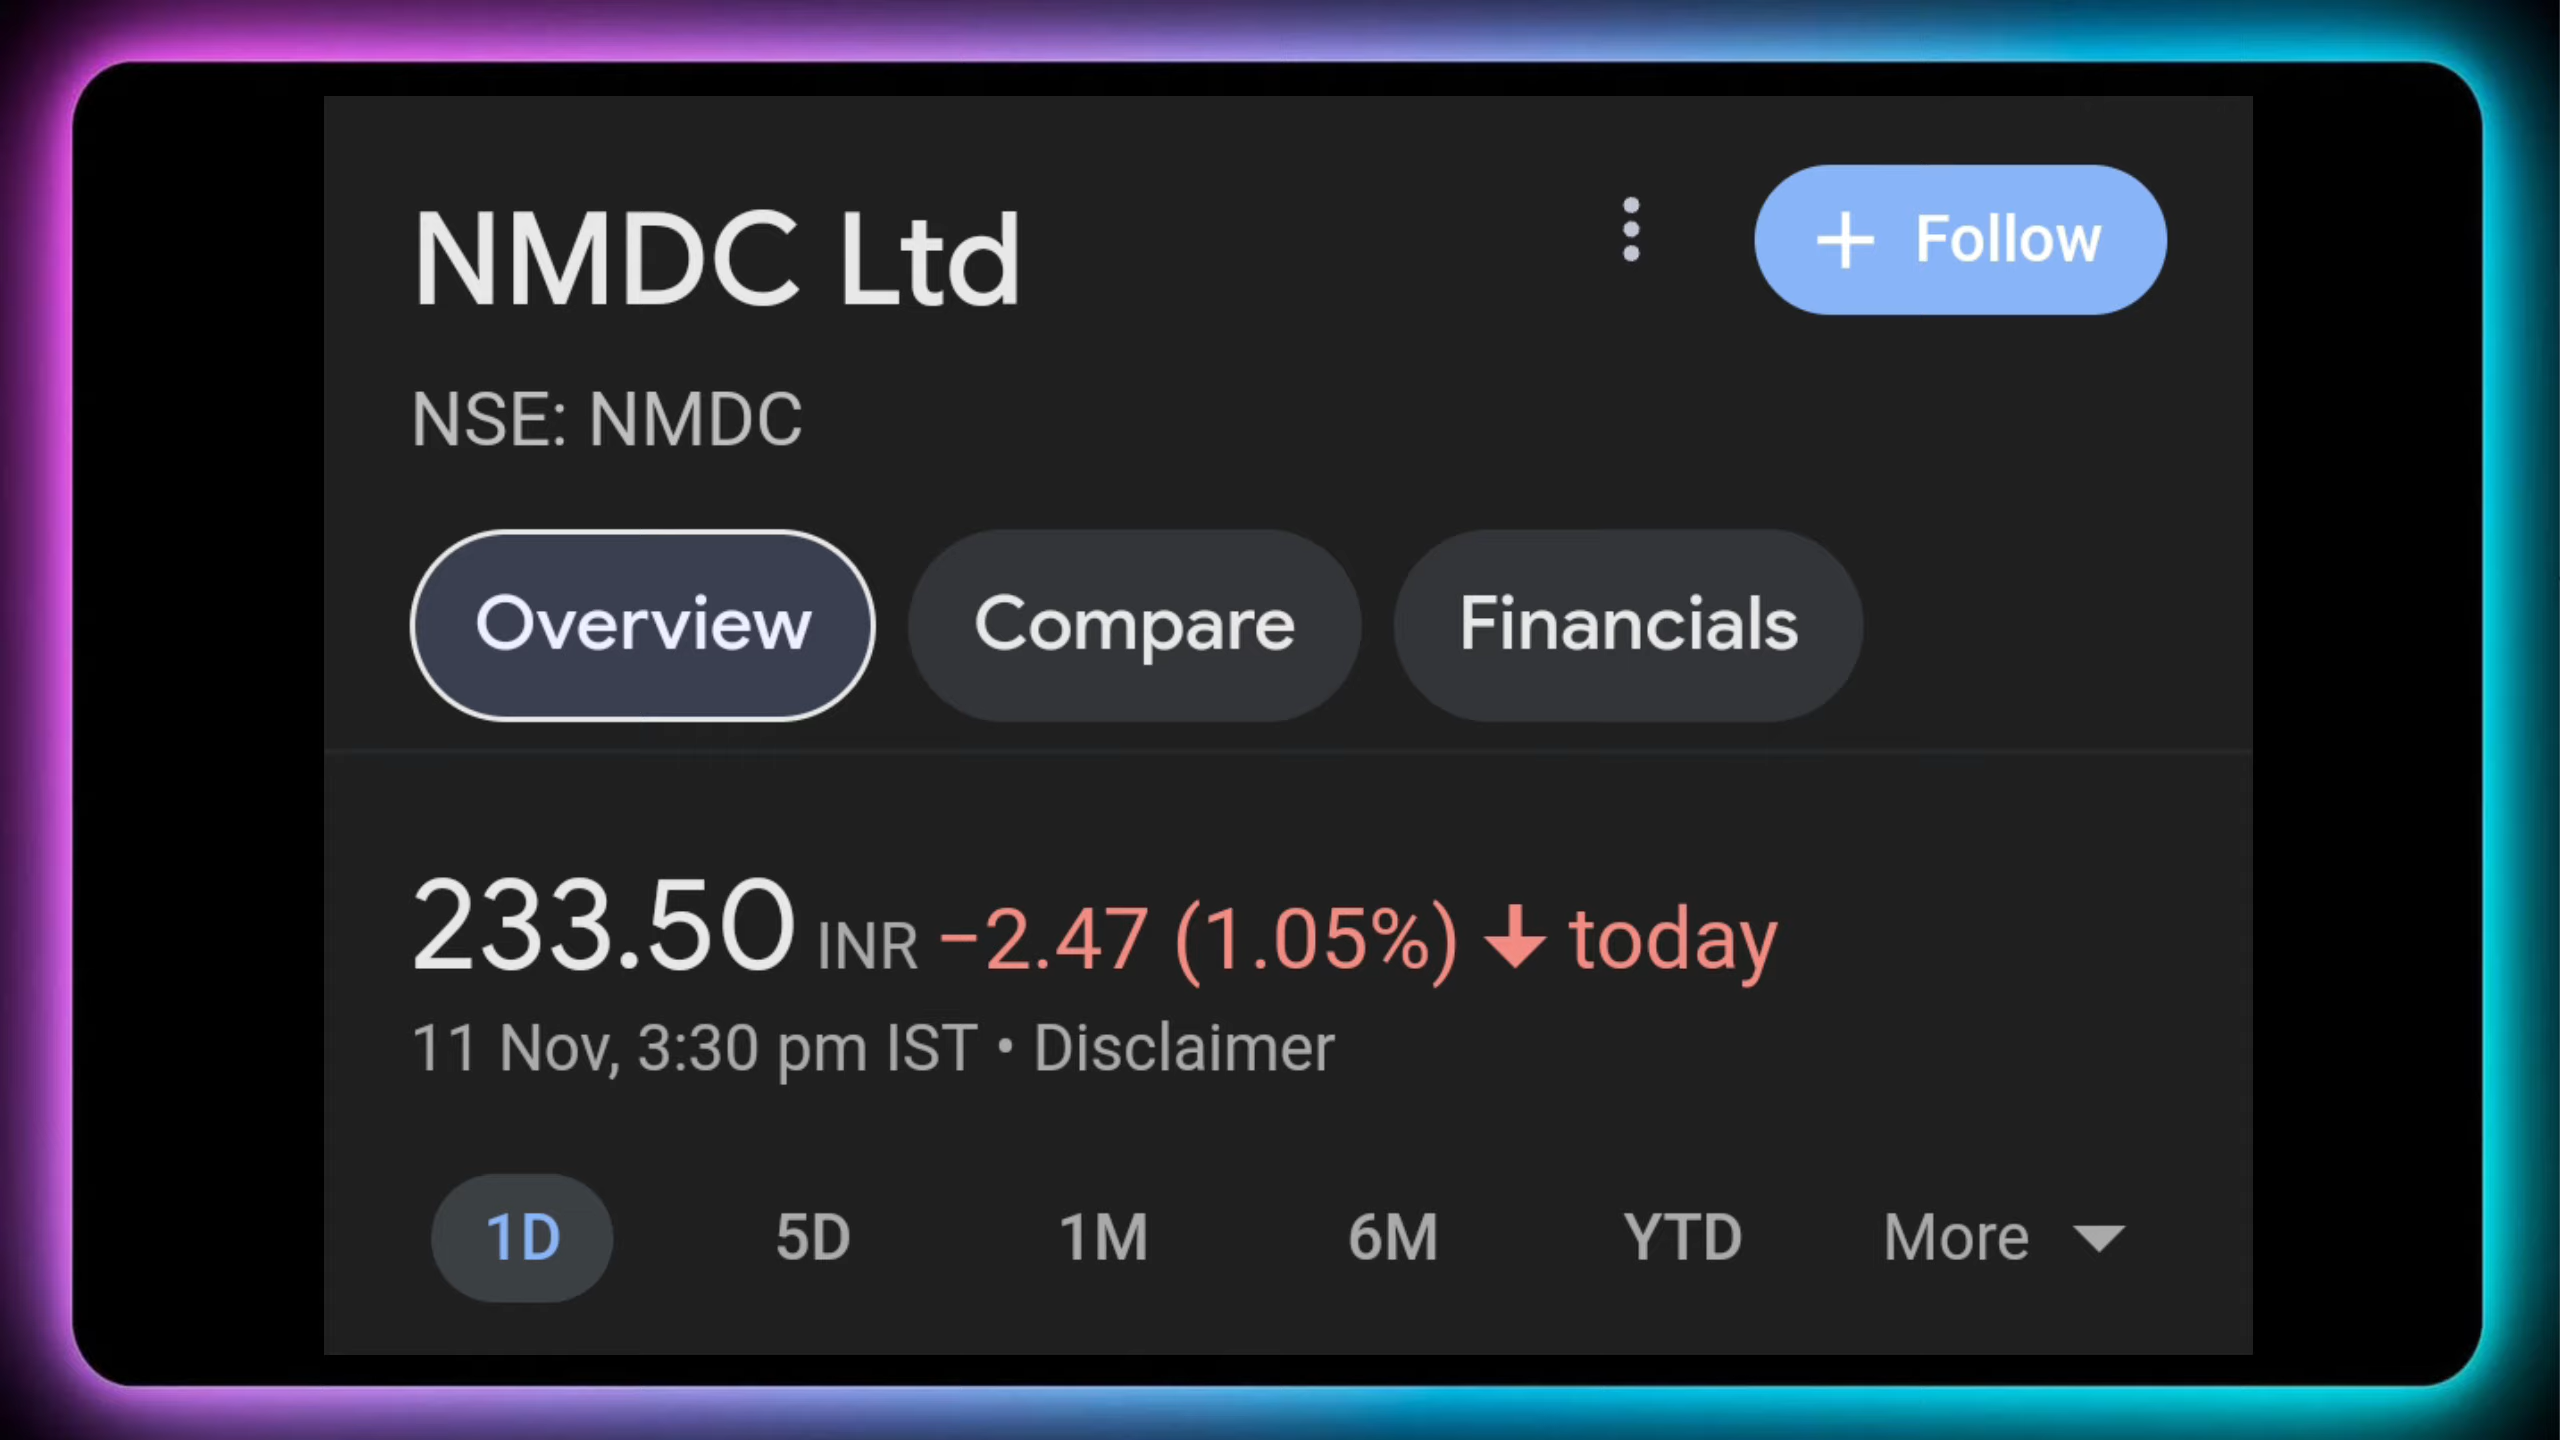 NMDC Ltd
+ Follow
NSE: NMDC
Overview Compare Financials
233.50 INR −2.47 (1.05%) ↓ today
11 Nov, 3:30 pm IST • Disclaimer
1D 5D 1M 6M YTD More